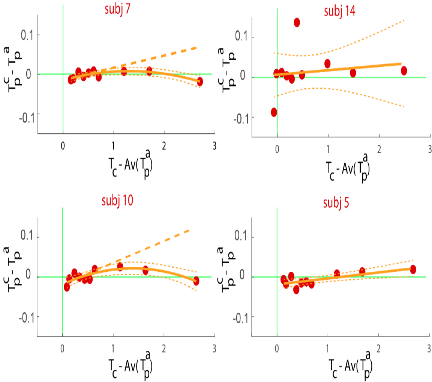 subj 7
0.1
0
-0.1
T_p^c - T_p^a
0 1 2 3
T_c - Av(T_p^a)
subj 14
0.1
0
-0.1
T_p^c - T_p^a
0 1 2 3
T_c - Av(T_p^a)
subj 10
0.1
0
-0.1
T_p^c - T_p^a
0 1 2 3
T_c - Av(T_p^a)
subj 5
0.1
0
-0.1
T_p^c - T_p^a
0 1 2 3
T_c - Av(T_p^a)